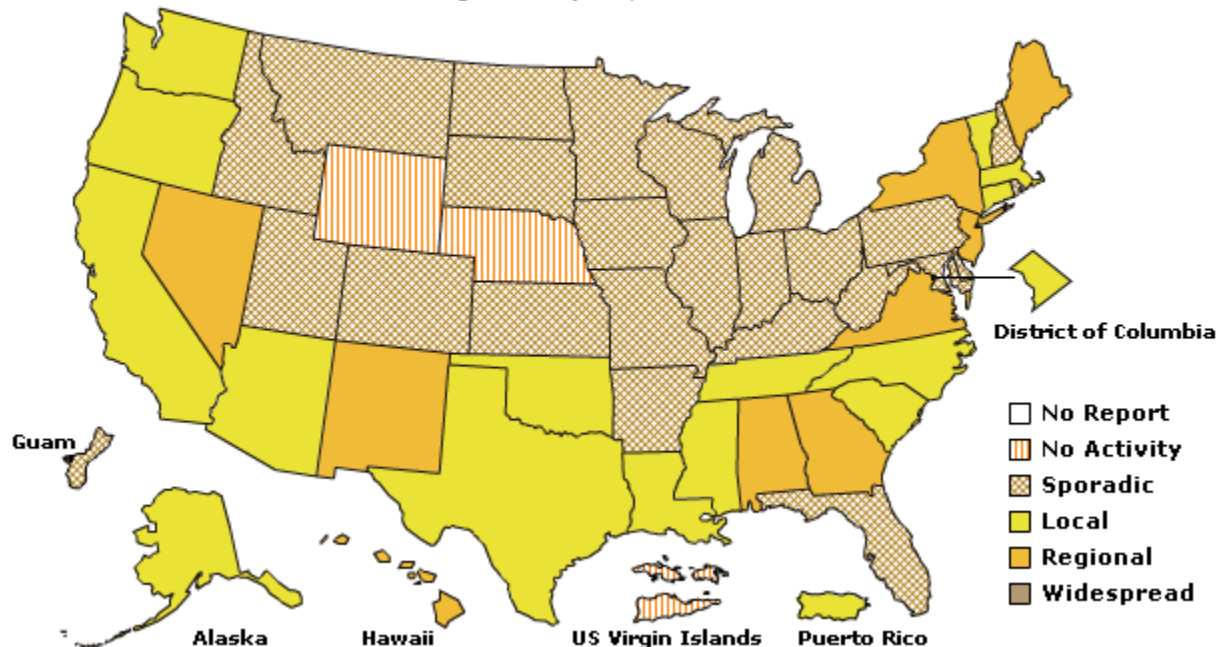 District of Columbia
No Report
No Activity
Guam
Sporadic
Local
Regional
Widespread
Alaska
Hawaii
US Virgin Islands
Puerto Rico